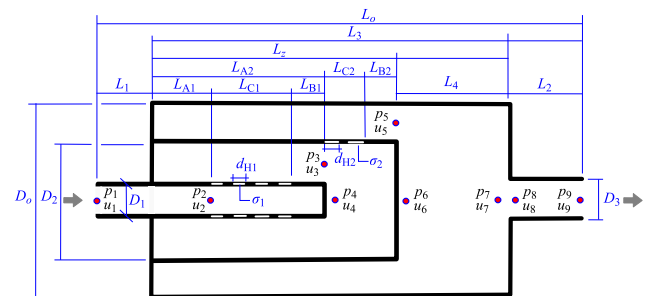 L_o
L_3
L_z
L_A2 L_C2 L_B2
L_1 L_A1 L_C1 L_B1 L_4 L_2
p_5
u_5
d_H1 p_3 d_H2 σ_2
u_3
D_o D_2 p_1 D_1 p_2 σ_1 p_4 p_6 p_7 p_8 p_9 D_3
u_1 u_2 u_4 u_6 u_7 u_8 u_9